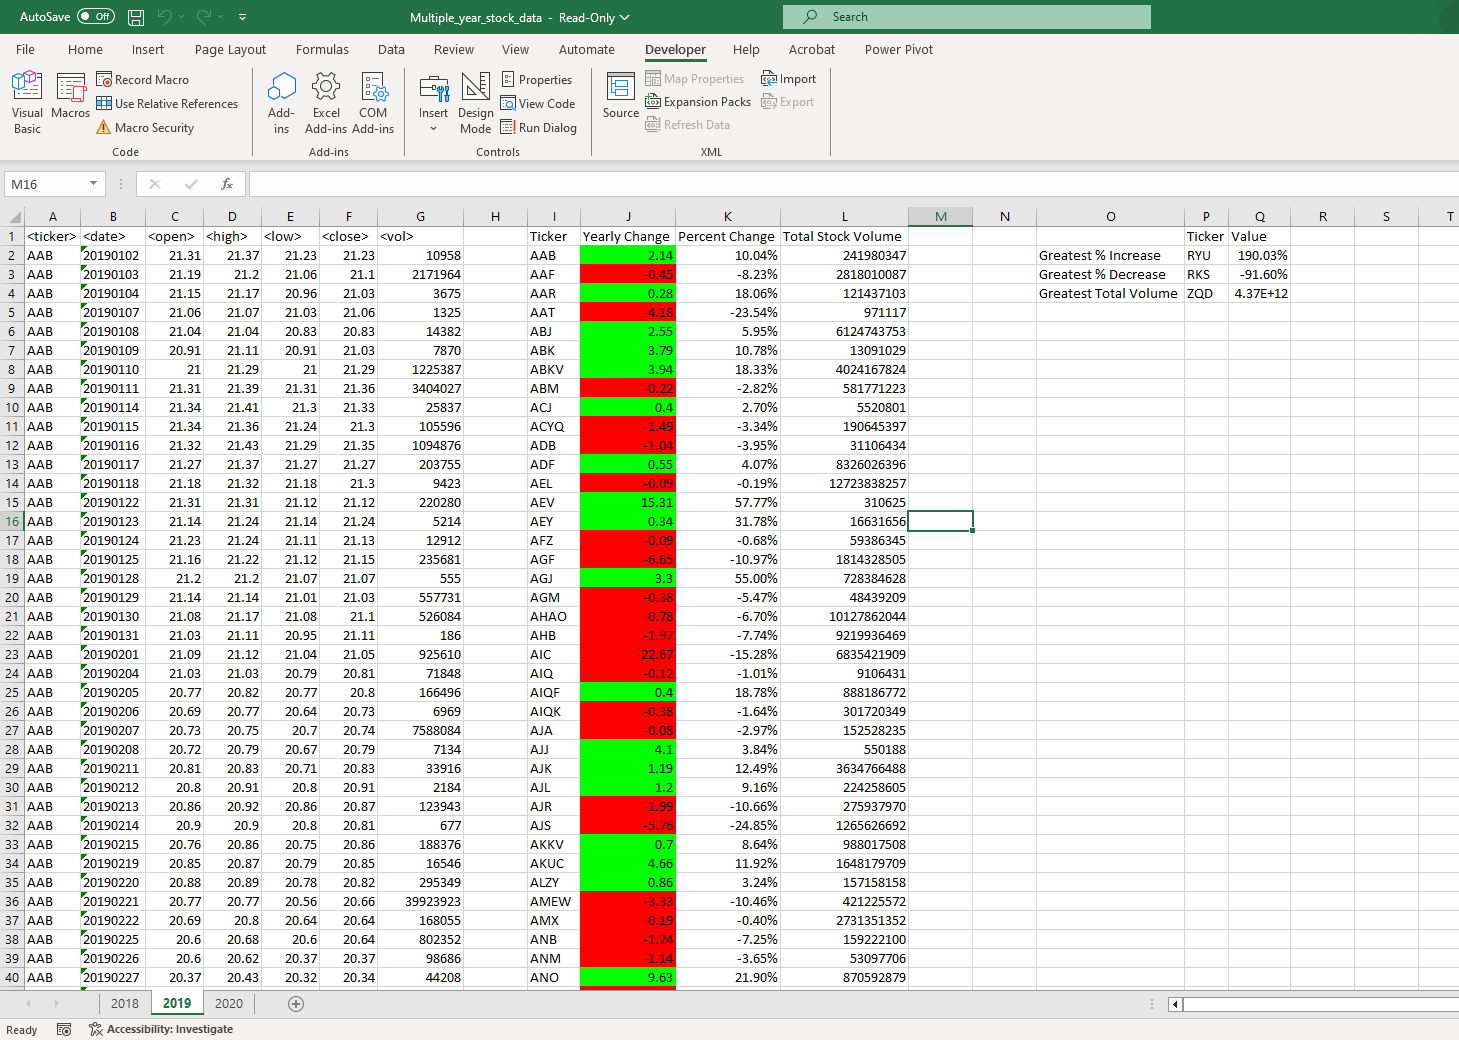 AutoSave Off Multiple_year_stock_data - Read-Only Search
File Home Insert Page Layout Formulas Data Review View Automate Developer Help Acrobat Power Pivot
Visual Basic
Macros
Record Macro
Use Relative References
Macro Security
Code
Add-ins
Excel Add-ins
COM Add-ins
Add-ins
Insert
Design Mode
Properties
View Code
Run Dialog
Controls
Source
Map Properties
Expansion Packs
Refresh Data
Import
Export
XML
M16 fx
A B C D E F G H I J K L M N O P Q R S T
1 <ticker> <date> <open> <high> <low> <close> <vol> Ticker Yearly Change Percent Change Total Stock Volume Ticker Value
2 AAB 20190102 21.31 21.37 21.23 21.23 10958 AAB 2.14 10.04% 241980347 Greatest % Increase RYU 190.03%
3 AAB 20190103 21.19 21.2 21.06 21.1 2171964 AAF -0.45 -8.23% 2818010087 Greatest % Decrease RKS -91.60%
4 AAB 20190104 21.15 21.17 20.96 21.03 3675 AAR 0.28 18.06% 121437103 Greatest Total Volume ZQD 4.37E+12
5 AAB 20190107 21.06 21.07 21.03 21.06 1325 AAT -4.18 -23.54% 971117
6 AAB 20190108 21.04 21.04 20.83 20.83 14382 ABJ 2.55 5.95% 6124743753
7 AAB 20190109 20.91 21.11 20.91 21.03 7870 ABK 3.79 10.78% 13091029
8 AAB 20190110 21 21.29 21 21.29 1225387 ABKV 3.94 18.33% 4024167824
9 AAB 20190111 21.31 21.39 21.31 21.36 3404027 ABM -0.22 -2.82% 581771223
10 AAB 20190114 21.34 21.41 21.3 21.33 25837 ACJ 0.4 2.70% 5520801
11 AAB 20190115 21.34 21.36 21.24 21.3 105596 ACYQ -1.49 -3.34% 190645397
12 AAB 20190116 21.32 21.43 21.29 21.35 1094876 ADB -1.04 -3.95% 31106434
13 AAB 20190117 21.27 21.37 21.27 21.27 203755 ADF 0.55 4.07% 8326026396
14 AAB 20190118 21.18 21.32 21.18 21.3 9423 AEL -0.09 -0.19% 12723838257
15 AAB 20190122 21.31 21.31 21.12 21.12 220280 AEV 15.31 57.77% 310625
16 AAB 20190123 21.14 21.24 21.14 21.24 5214 AEY 0.34 31.78% 16631656
17 AAB 20190124 21.23 21.24 21.11 21.13 12912 AFZ -0.09 -0.68% 59386345
18 AAB 20190125 21.16 21.22 21.12 21.15 235681 AGF -6.65 -10.97% 1814328505
19 AAB 20190128 21.2 21.2 21.07 21.07 555 AGJ 3.3 55.00% 728384628
20 AAB 20190129 21.14 21.14 21.01 21.03 557731 AGM -0.38 -5.47% 48439209
21 AAB 20190130 21.08 21.17 21.08 21.1 526084 AHAO -0.78 -6.70% 10127862044
22 AAB 20190131 21.03 21.11 20.95 21.11 186 AHB -1.97 -7.74% 9219936469
23 AAB 20190201 21.09 21.12 21.04 21.05 925610 AIC -22.67 -15.28% 6835421909
24 AAB 20190204 21.03 21.03 20.79 20.81 71848 AIQ -0.12 -1.01% 9106431
25 AAB 20190205 20.77 20.82 20.77 20.8 166496 AIQF 0.4 18.78% 888186772
26 AAB 20190206 20.69 20.77 20.64 20.73 6969 AIQK -0.38 -1.64% 301720349
27 AAB 20190207 20.73 20.75 20.7 20.74 7588084 AJA -0.08 -2.97% 152528235
28 AAB 20190208 20.72 20.79 20.67 20.79 7134 AJJ 4.1 3.84% 550188
29 AAB 20190211 20.81 20.83 20.71 20.83 33916 AJK 1.19 12.49% 3634766488
30 AAB 20190212 20.8 20.91 20.8 20.91 2184 AJL 1.2 9.16% 224258605
31 AAB 20190213 20.86 20.92 20.86 20.87 123943 AJR -1.99 -10.66% 275937970
32 AAB 20190214 20.9 20.9 20.8 20.81 677 AJS -5.76 -24.85% 1265626692
33 AAB 20190215 20.76 20.86 20.75 20.86 188376 AKKV 0.7 8.64% 988017508
34 AAB 20190219 20.85 20.87 20.79 20.85 16546 AKUC 4.66 11.92% 1648179709
35 AAB 20190220 20.88 20.89 20.78 20.82 295349 ALZY 0.86 3.24% 157158158
36 AAB 20190221 20.77 20.77 20.56 20.66 39923923 AMEW -3.33 -10.46% 421225572
37 AAB 20190222 20.69 20.8 20.64 20.64 168055 AMX -0.19 -0.40% 2731351352
38 AAB 20190225 20.6 20.68 20.6 20.64 802352 ANB -1.24 -7.25% 159222100
39 AAB 20190226 20.6 20.62 20.37 20.37 98686 ANM -1.14 -3.65% 53097706
40 AAB 20190227 20.37 20.43 20.32 20.34 44208 ANO 9.63 21.90% 870592879
2018 2019 2020
Ready Accessibility: Investigate